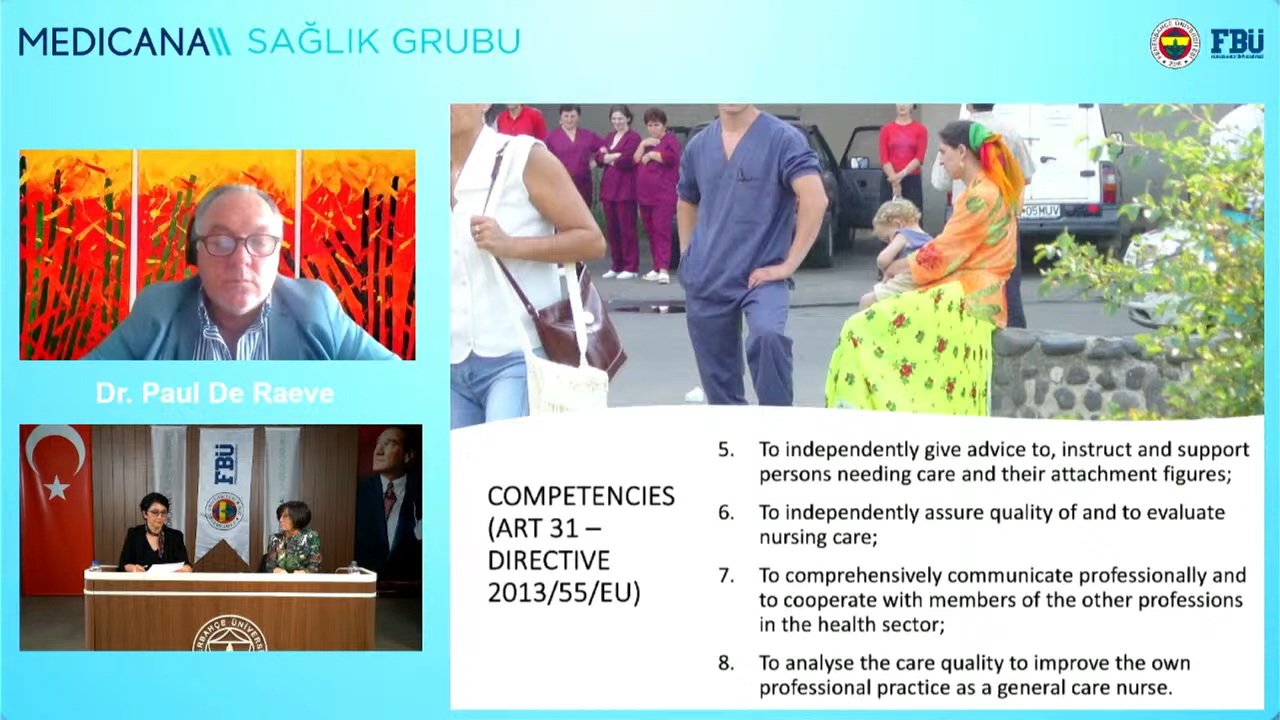 MEDICANA SAĞLIK GRUBU
FBÜ
Dr. Paul De Raeve
FBÜ
05MUV
COMPETENCIES
(ART 31 –
DIRECTIVE
2013/55/EU)
5. To independently give advice to, instruct and support
persons needing care and their attachment figures;
6. To independently assure quality of and to evaluate
nursing care;
7. To comprehensively communicate professionally and
to cooperate with members of the other professions
in the health sector;
8. To analyse the care quality to improve the own
professional practice as a general care nurse.